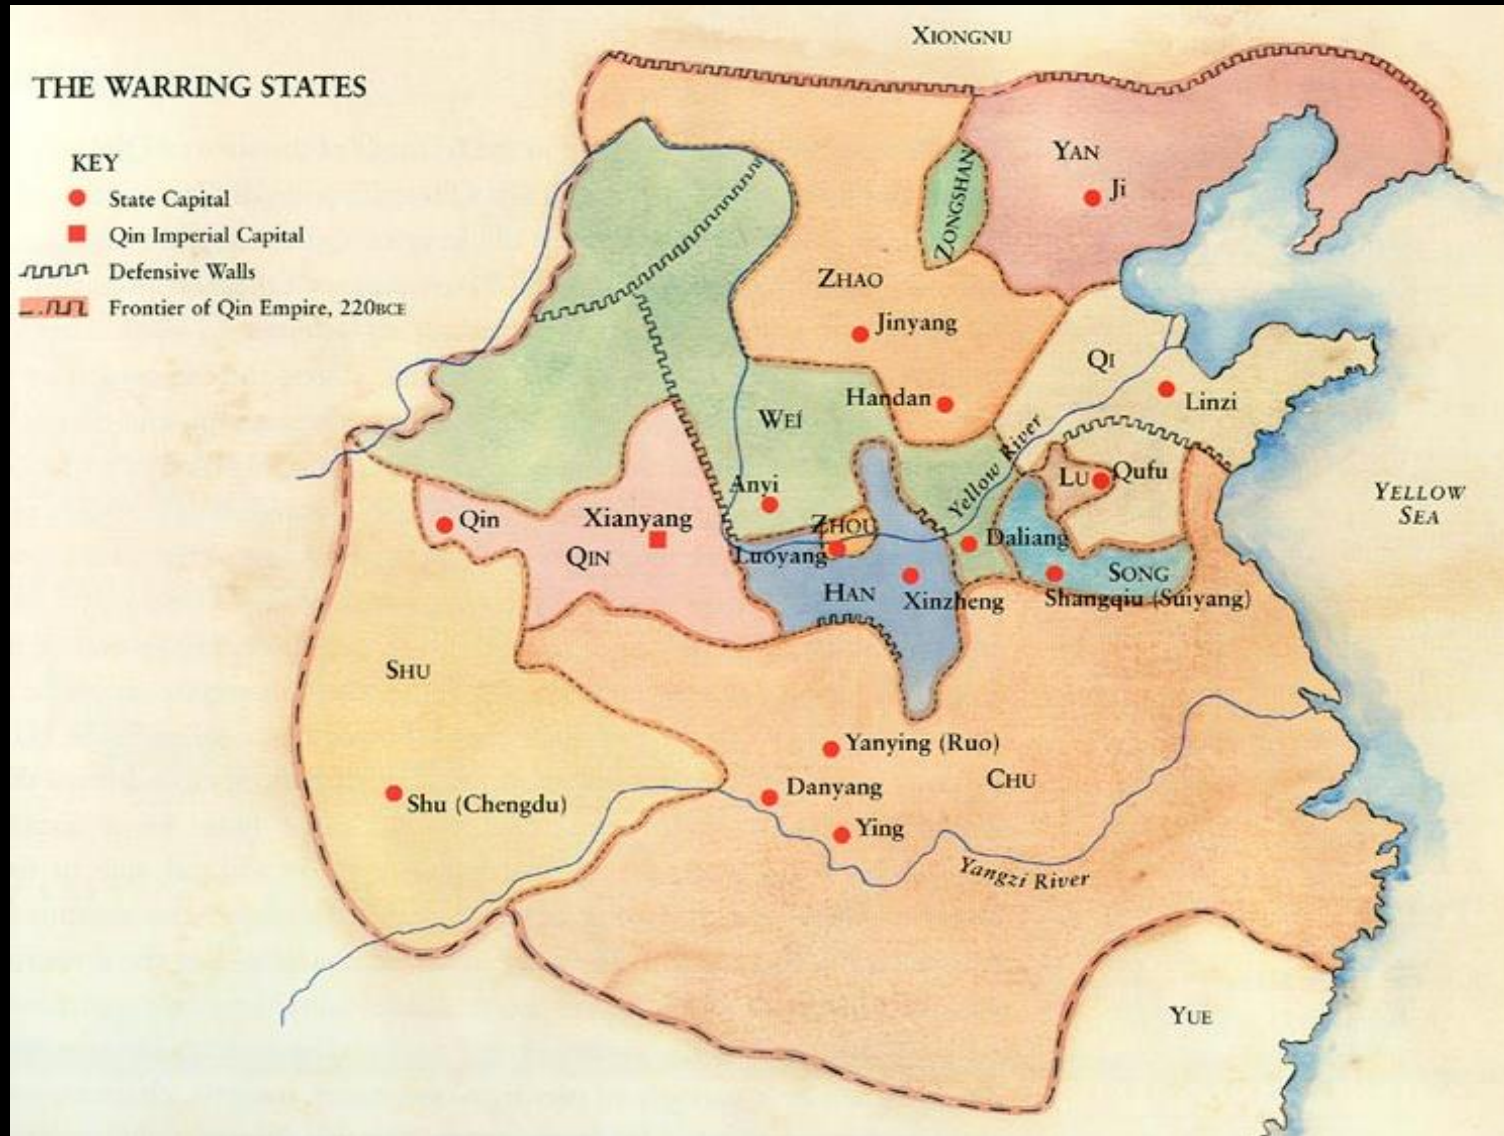 XIONGNU
THE WARRING STATES
KEY
State Capital
Qin Imperial Capital
Defensive Walls
Frontier of Qin Empire, 220BCE
YAN
Ji
ZONGSHAN
ZHAO
Jinyang
QI
Linzi
Handan
WEÍ
Yellow River
LU
Qufu
YELLOW
SEA
Anyi
Qin
Xianyang
QIN
ZHOU
Luoyang
Daliang
HAN
Xinzheng
SONG
Shangqiu (Suiyang)
SHU
Shu (Chengdu)
Yanying (Ruo)
CHU
Danyang
Ying
Yangzi River
YUE